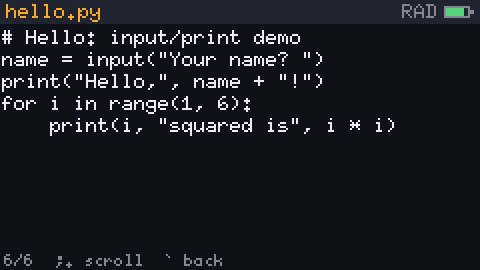 hello.py RAD
# Hello: input/print demo
name = input("Your name? ")
print("Hello,", name + "!")
for i in range(1, 6):
    print(i, "squared is", i * i)
6/6 ;. scroll ` back